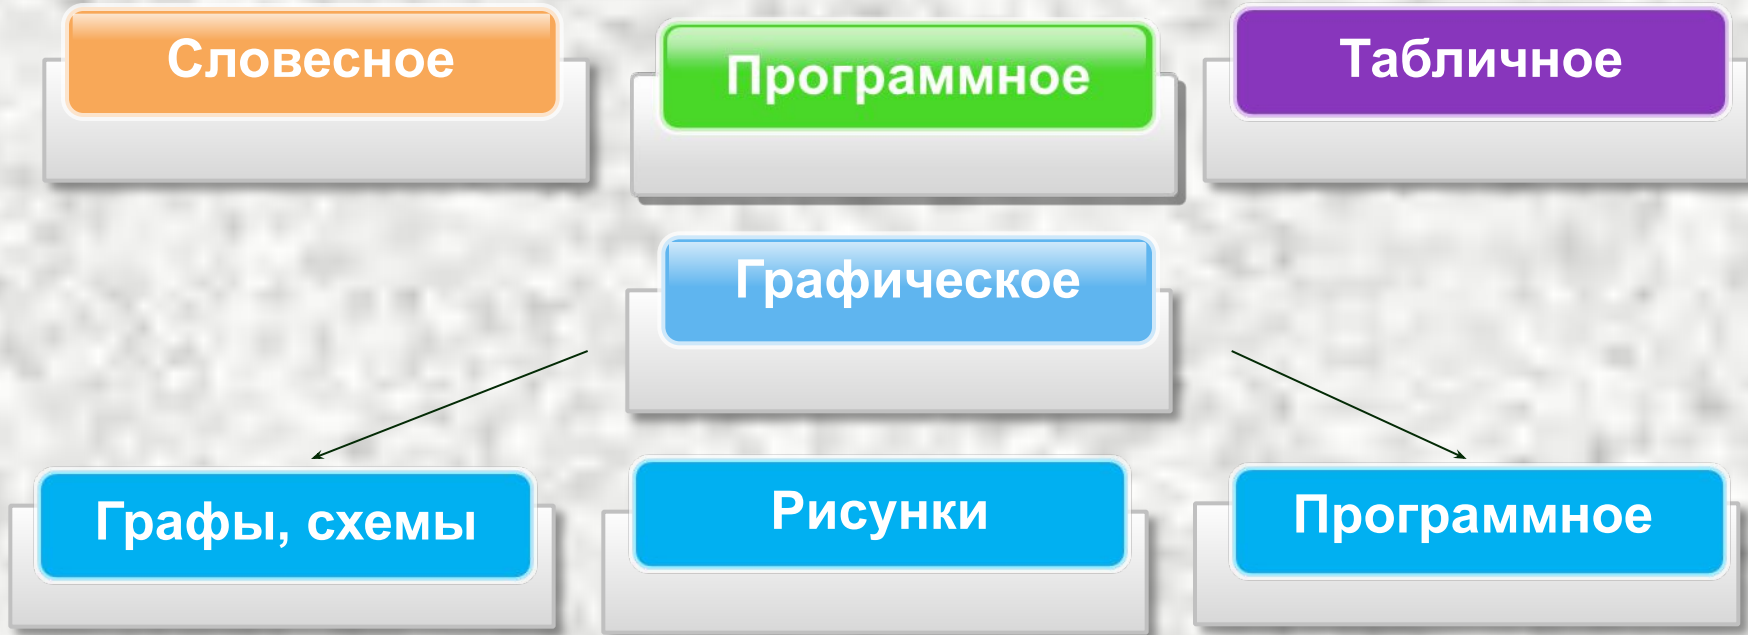 Словесное
Программное
Табличное
Графическое
Графы, схемы
Рисунки
Программное